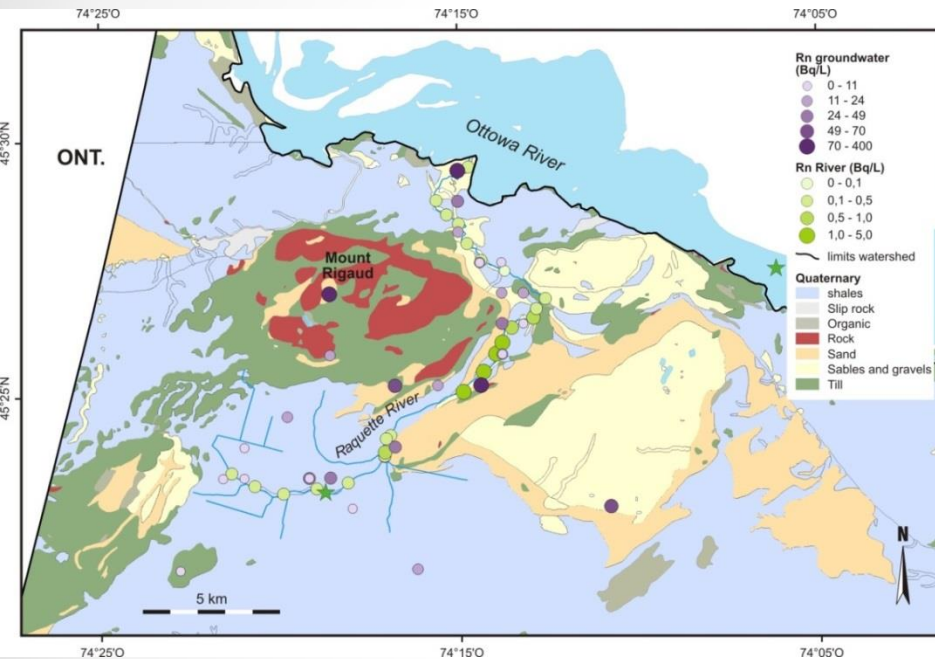 74°25'O
74°15'O
74°05'O
45°30'N
ONT.
Ottowa River
Rn groundwater
(Bq/L)
0 - 11
11 - 24
24 - 49
49 - 70
70 - 400
Rn River (Bq/L)
0 - 0,1
0,1 - 0,5
0,5 - 1,0
1,0 - 5,0
limits watershed
Quaternary
shales
Slip rock
Organic
Rock
Sand
Sables and gravels
Till
Mount
Rigaud
45°25'N
Raquette River
N
5 km
74°25'O
74°15'O
74°05'O